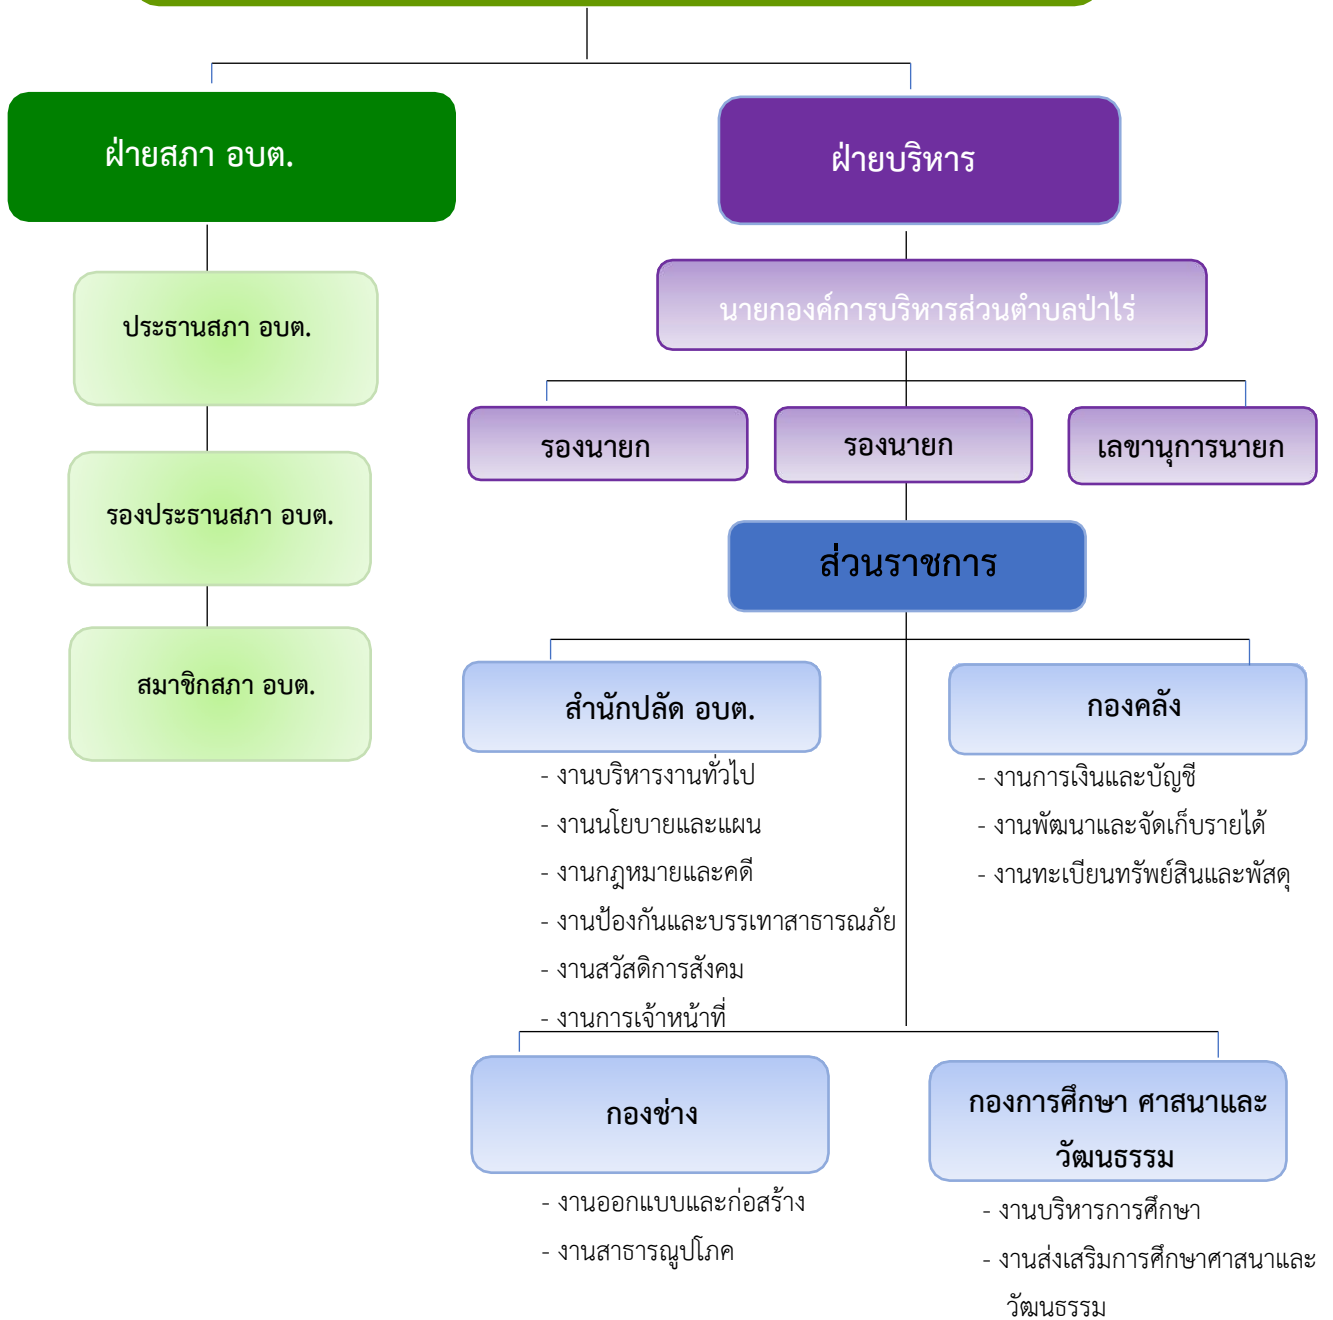 ฝ่ายสภา อบต.
ฝ่ายบริหาร
ประธานสภา อบต.
รองประธานสภา อบต.
สมาชิกสภา อบต.
นายกองค์การบริหารส่วนตำบลป่าไร่
รองนายก
รองนายก
เลขานุการนายก
ส่วนราชการ
สำนักปลัด อบต.
- งานบริหารงานทั่วไป
- งานนโยบายและแผน
- งานกฎหมายและคดี
- งานป้องกันและบรรเทาสาธารณภัย
- งานสวัสดิการสังคม
- งานการเจ้าหน้าที่
กองคลัง
- งานการเงินและบัญชี
- งานพัฒนาและจัดเก็บรายได้
- งานทะเบียนทรัพย์สินและพัสดุ
กองช่าง
- งานออกแบบและก่อสร้าง
- งานสาธารณูปโภค
กองการศึกษา ศาสนาและ
วัฒนธรรม
- งานบริหารการศึกษา
- งานส่งเสริมการศึกษาศาสนาและ
วัฒนธรรม